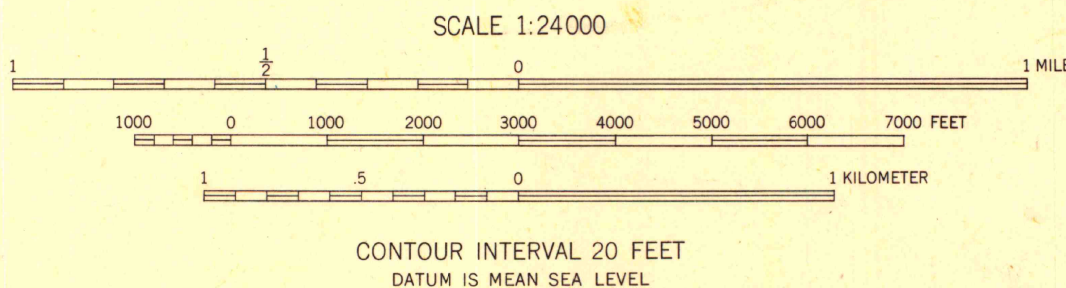 SCALE 1:24000
1 ½ 0 1 MILE
1000 0 1000 2000 3000 4000 5000 6000 7000 FEET
1 .5 0 1 KILOMETER
CONTOUR INTERVAL 20 FEET
DATUM IS MEAN SEA LEVEL